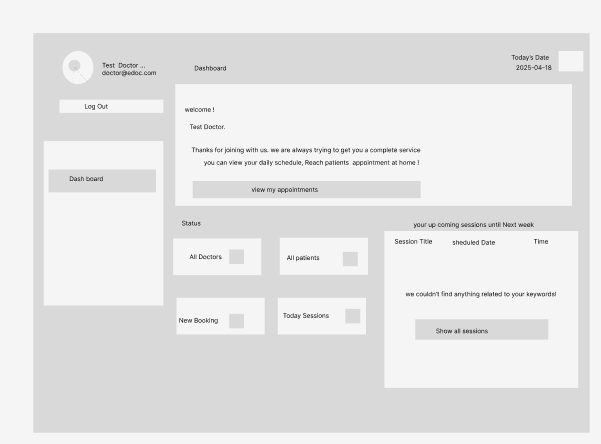 Test Doctor ...
doctor@edoc.com
Log Out
Dash board
Dashboard
Today's Date
2025-04-18
welcome !
Test Doctor.
Thanks for joining with us. we are always trying to get you a complete service
you can view your daily schedule, Reach patients appointment at home !
view my appointments
Status
All Doctors
All patients
New Booking
Today Sessions
your up coming sessions until Next week
Session Title sheduled Date Time
we couldn't find anything related to your keywords!
Show all sessions